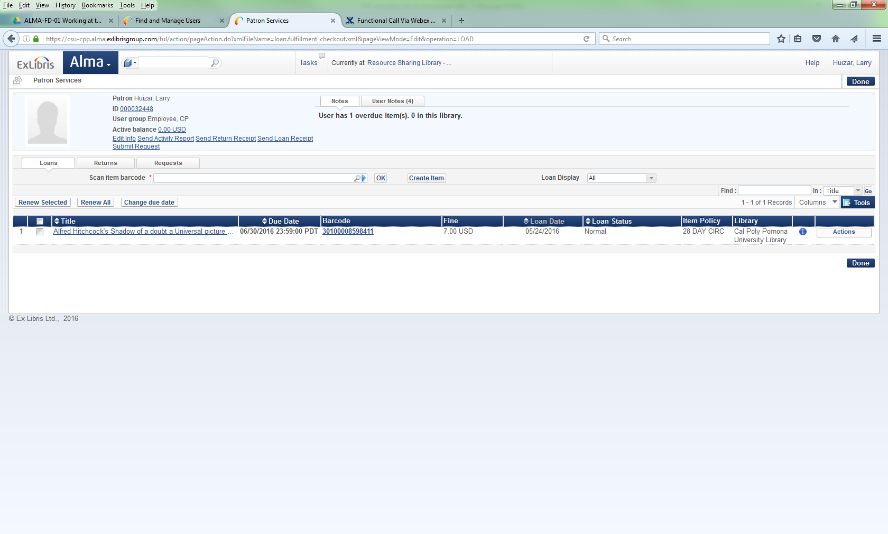 File Edit View History Bookmarks Tools Help
ALMA-FD-01 Working at t... × Find and Manage Users × Patron Services × Functional Call Via Webex ... × +
https://csu-cpp.alma.exlibrisgroup.com/ful/action/pageAction.do?xmlFileName=loan.fulfillment_checkout.xml&pageViewMode=Edit&operation=LOAD Search
ExLibris Alma Tasks Currently at: Resource Sharing Library - ... Help Huizar, Larry
Patron Services Done
Patron Huizar, Larry
ID 000032448
User group Employee, CP
Active balance 0.00 USD
Edit Info Send Activity Report Send Return Receipt Send Loan Receipt
Submit Request
Notes User Notes (4)
User has 1 overdue item(s). 0 in this library.
Loans Returns Requests
Scan item barcode * OK Create Item Loan Display All
Find : In : Title Go
Renew Selected Renew All Change due date 1 - 1 of 1 Records Columns Tools
Title Due Date Barcode Fine Loan Date Loan Status Item Policy Library
1 Alfred Hitchcock's Shadow of a doubt a Universal picture ... 06/30/2016 23:59:00 PDT 30100008598411 7.00 USD 05/24/2016 Normal 28 DAY CIRC Cal Poly Pomona Actions
University Library
Done
© Ex Libris Ltd., 2016